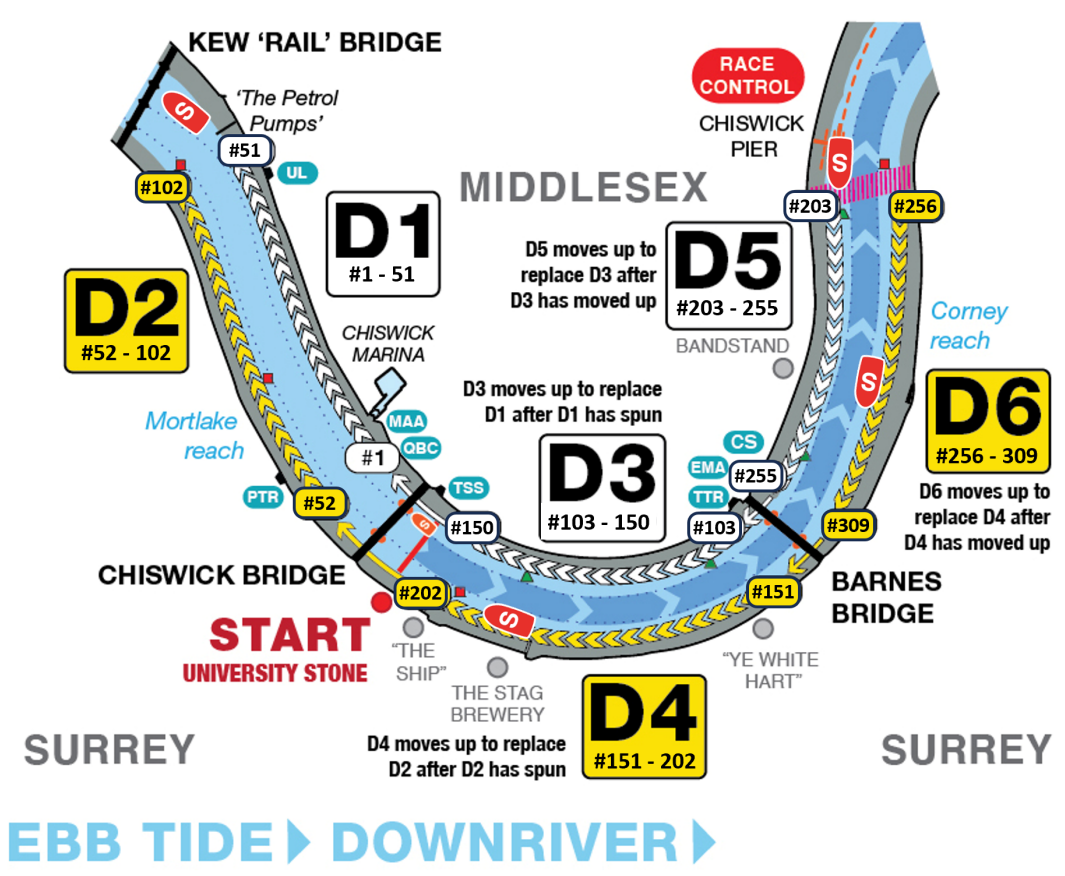 KEW ‘RAIL’ BRIDGE
‘The Petrol
Pumps’
S
#51
UL
#102
D1
#1 - 51
D2
#52 - 102
MIDDLESEX
RACE
CONTROL
CHISWICK
PIER
S
#203
#256
D5 moves up to
replace D3 after
D3 has moved up
D5
#203 - 255
BANDSTAND
Corney
reach
CHISWICK
MARINA
MAA
QBC
#1
Mortlake
reach
PTR
#52
TSS
D3 moves up to replace
D1 after D1 has spun
D3
#103 - 150
S
D6
#256 - 309
D6 moves up to
replace D4 after
D4 has moved up
CS
EMA
#255
TTR
#103
#309
S
#150
CHISWICK BRIDGE
#202
#151
BARNES
BRIDGE
START
UNIVERSITY STONE
S
“THE
SHIP”
THE STAG
BREWERY
“YE WHITE
HART”
D4
#151 - 202
D4 moves up to replace
D2 after D2 has spun
SURREY
SURREY
EBB TIDE DOWNRIVER